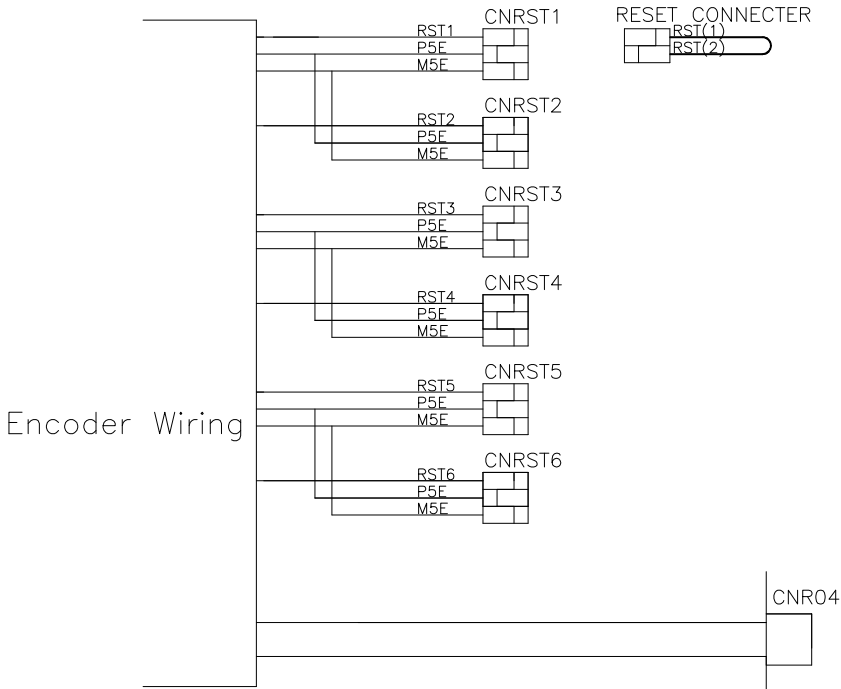 CNRST1
RESET CONNECTER
RST1
RST(1)
P5E
RST(2)
M5E
CNRST2
RST2
P5E
M5E
CNRST3
RST3
P5E
M5E
CNRST4
RST4
P5E
M5E
CNRST5
RST5
P5E
M5E
Encoder Wiring
CNRST6
RST6
P5E
M5E
CNR04